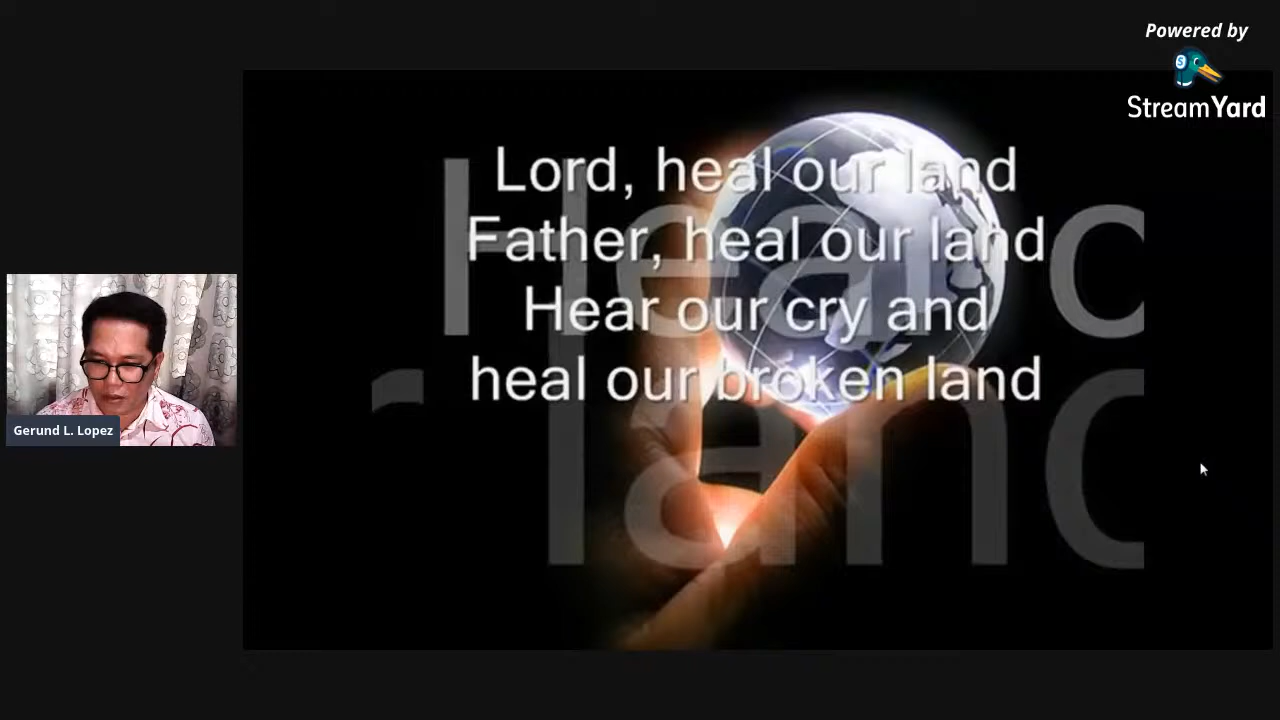 Powered by
StreamYard
Lord, heal our land
Father, heal our land
Hear our cry and
heal our broken land
Gerund L. Lopez